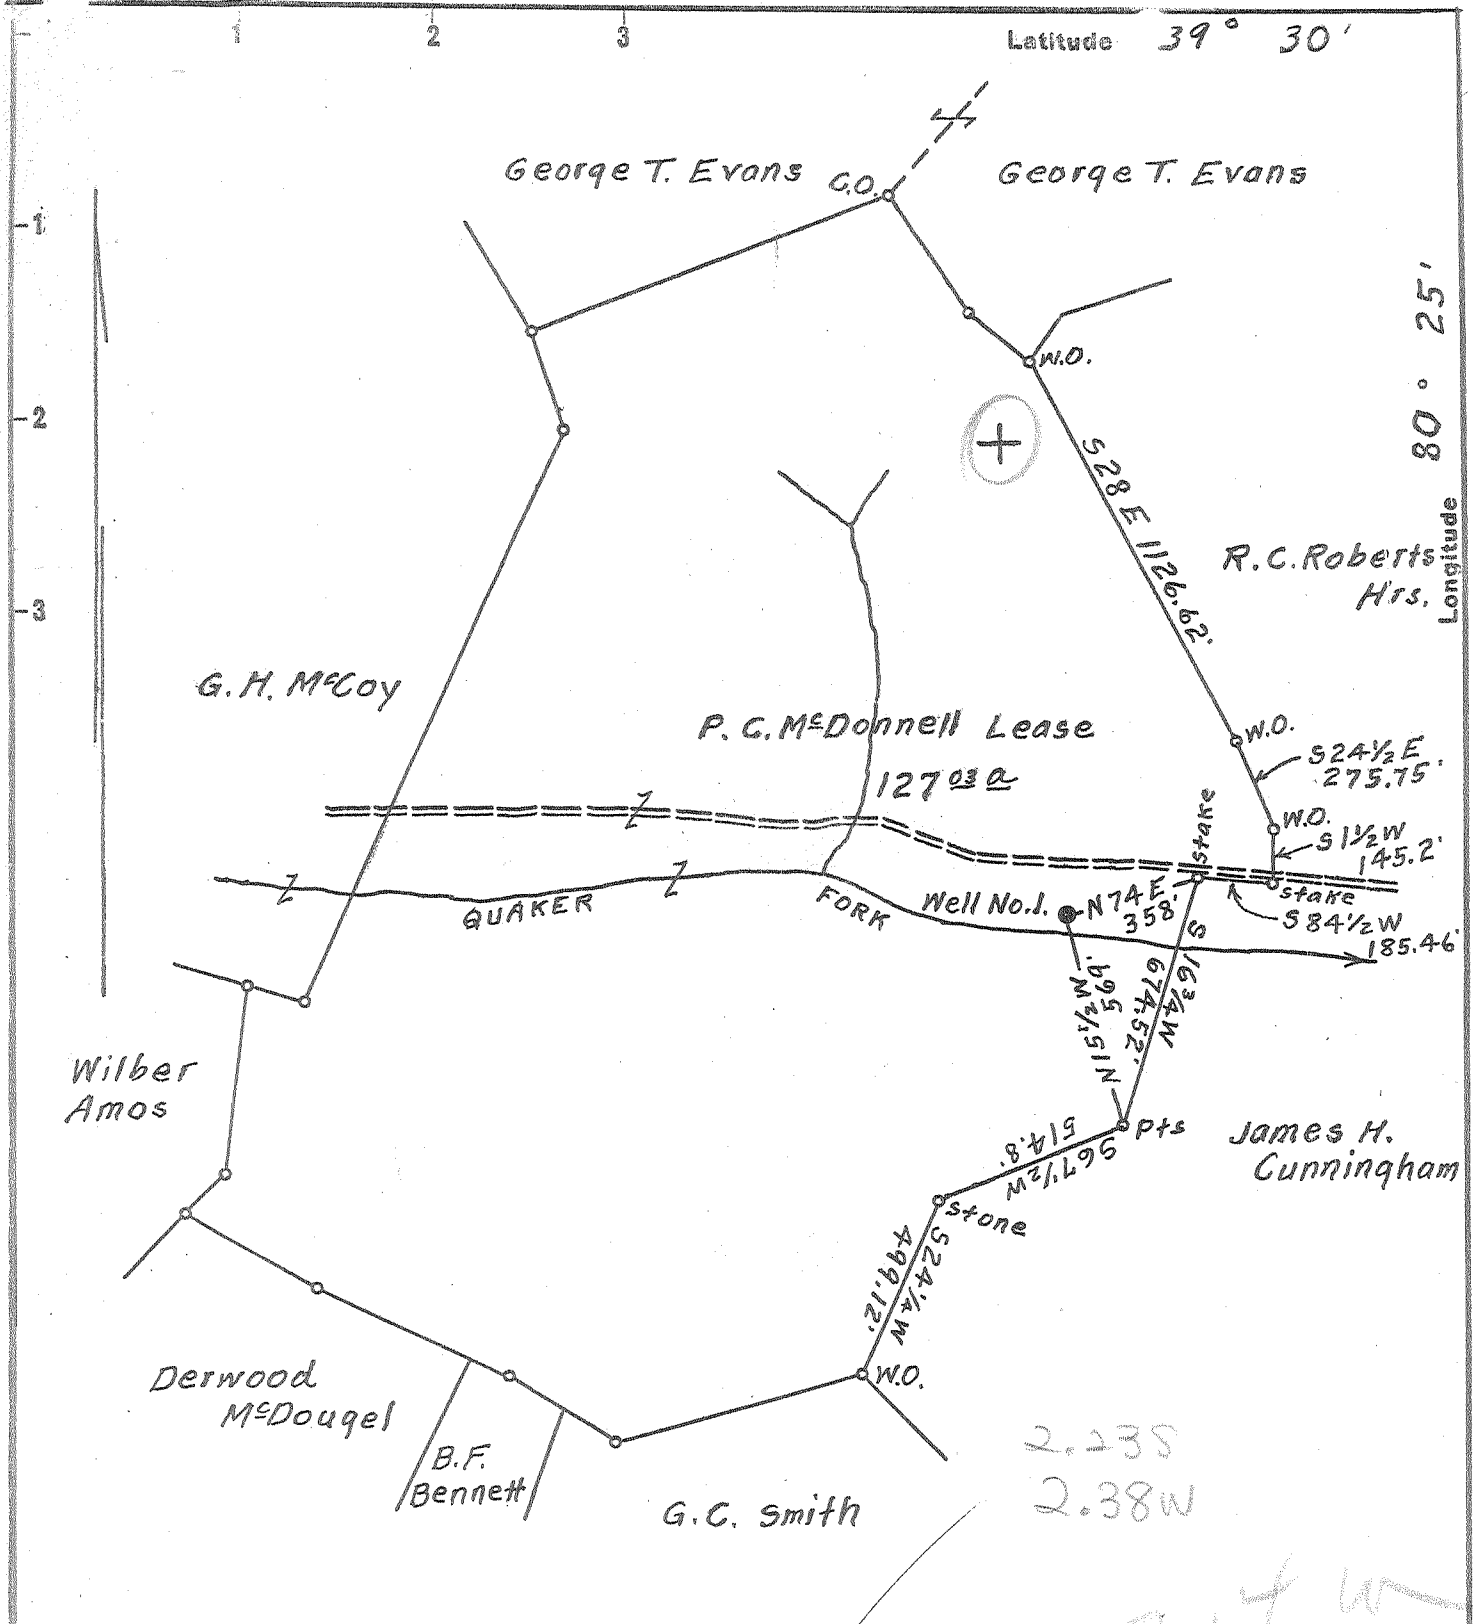 1 2 3
Latitude 39° 30'
George T. Evans
C.O.
George T. Evans
-1
W.O.
80° 25'
Longitude
-2
S28E 1126.62'
R.C. Roberts
Hrs.
-3
G.H. McCoy
P.C. McDonnell Lease
127 03 a
W.O.
S24½E
275.75'
stake
W.O.
S1½W
145.2'
stake
S84½W
185.46'
QUAKER FORK
Well No.1.
N74E
358'
S16¾W
674.52'
N15½W
569.
Wilber
Amos
Pts
James H.
Cunningham
S67½W
514.8'
stone
S24¼W
499.12'
W.O.
Derwood
McDougel
B.F.
Bennett
G.C. Smith
2.23S
2.38W